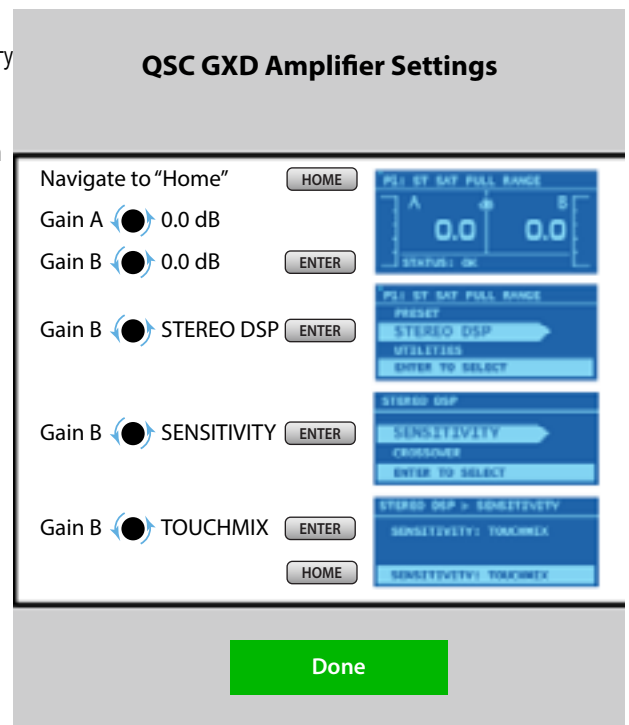 ry
QSC GXD Amplifier Settings
Navigate to “Home” HOME
Gain A 0.0 dB
Gain B 0.0 dB ENTER
P1: ST SAT FULL RANGE
A dB B
0.0 0.0
STATUS: OK
Gain B STEREO DSP ENTER
P1: ST SAT FULL RANGE
PRESET
STEREO DSP
UTILITIES
ENTER TO SELECT
Gain B SENSITIVITY ENTER
STEREO DSP
SENSITIVITY
CROSSOVER
ENTER TO SELECT
Gain B TOUCHMIX ENTER
HOME
STEREO DSP > SENSITIVITY
SENSITIVITY: TOUCHMIX
SENSITIVITY: TOUCHMIX
Done